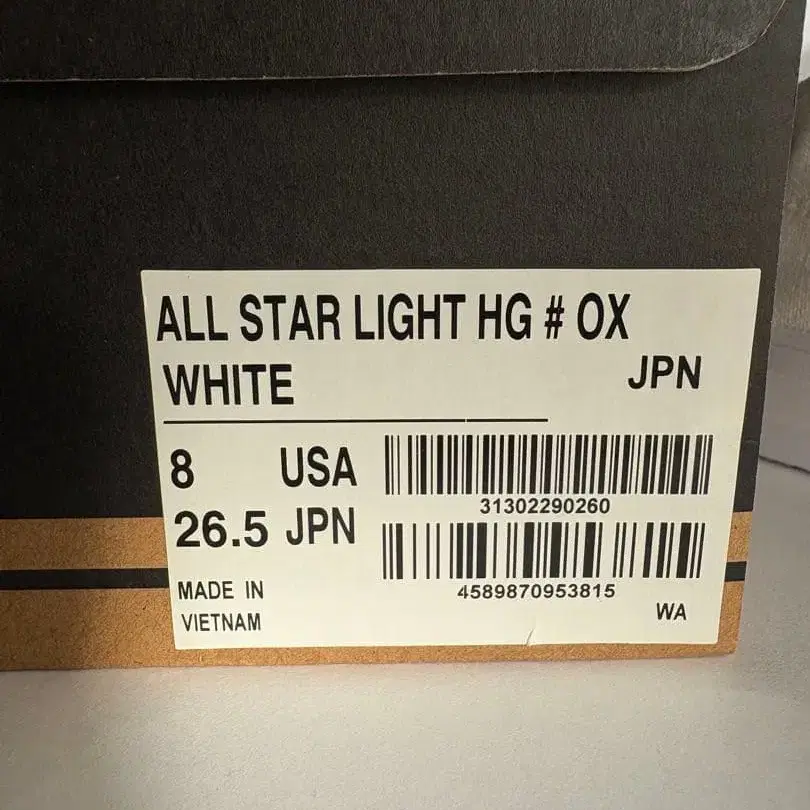 ALL STAR LIGHT HG # OX
WHITE JPN
8 USA
31302290260
26.5 JPN
4589870953815
MADE IN
VIETNAM
WA